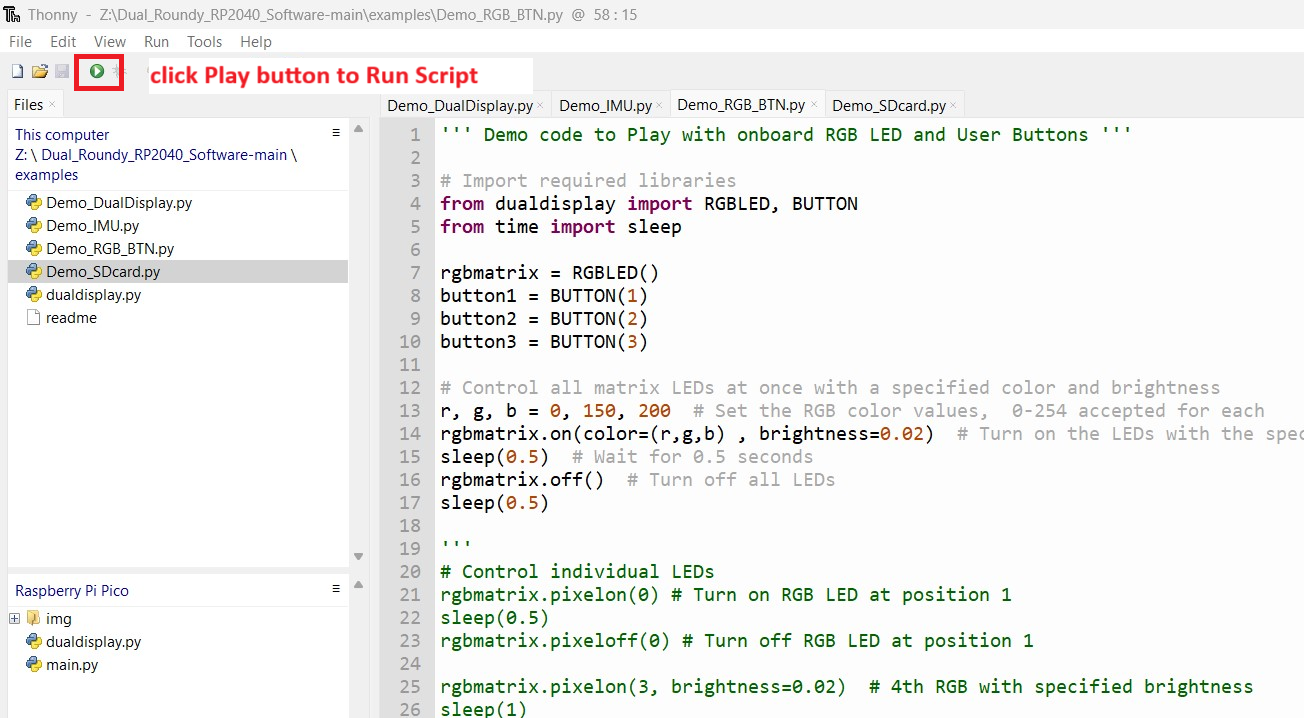 Thonny - Z:\Dual_Roundy_RP2040_Software-main\examples\Demo_RGB_BTN.py @ 58 : 15
File Edit View Run Tools Help
click Play button to Run Script
Files ×
This computer
Z: \ Dual_Roundy_RP2040_Software-main \
examples
Demo_DualDisplay.py
Demo_IMU.py
Demo_RGB_BTN.py
Demo_SDcard.py
dualdisplay.py
readme
Raspberry Pi Pico
img
dualdisplay.py
main.py
Demo_DualDisplay.py × Demo_IMU.py × Demo_RGB_BTN.py × Demo_SDcard.py ×
1 ''' Demo code to Play with onboard RGB LED and User Buttons '''
2
3 # Import required libraries
4 from dualdisplay import RGBLED, BUTTON
5 from time import sleep
6
7 rgbmatrix = RGBLED()
8 button1 = BUTTON(1)
9 button2 = BUTTON(2)
10 button3 = BUTTON(3)
11
12 # Control all matrix LEDs at once with a specified color and brightness
13 r, g, b = 0, 150, 200  # Set the RGB color values,  0-254 accepted for each
14 rgbmatrix.on(color=(r,g,b) , brightness=0.02)  # Turn on the LEDs with the spec
15 sleep(0.5)  # Wait for 0.5 seconds
16 rgbmatrix.off()  # Turn off all LEDs
17 sleep(0.5)
18
19 '''
20 # Control individual LEDs
21 rgbmatrix.pixelon(0) # Turn on RGB LED at position 1
22 sleep(0.5)
23 rgbmatrix.pixeloff(0) # Turn off RGB LED at position 1
24
25 rgbmatrix.pixelon(3, brightness=0.02)  # 4th RGB with specified brightness
26 sleep(1)